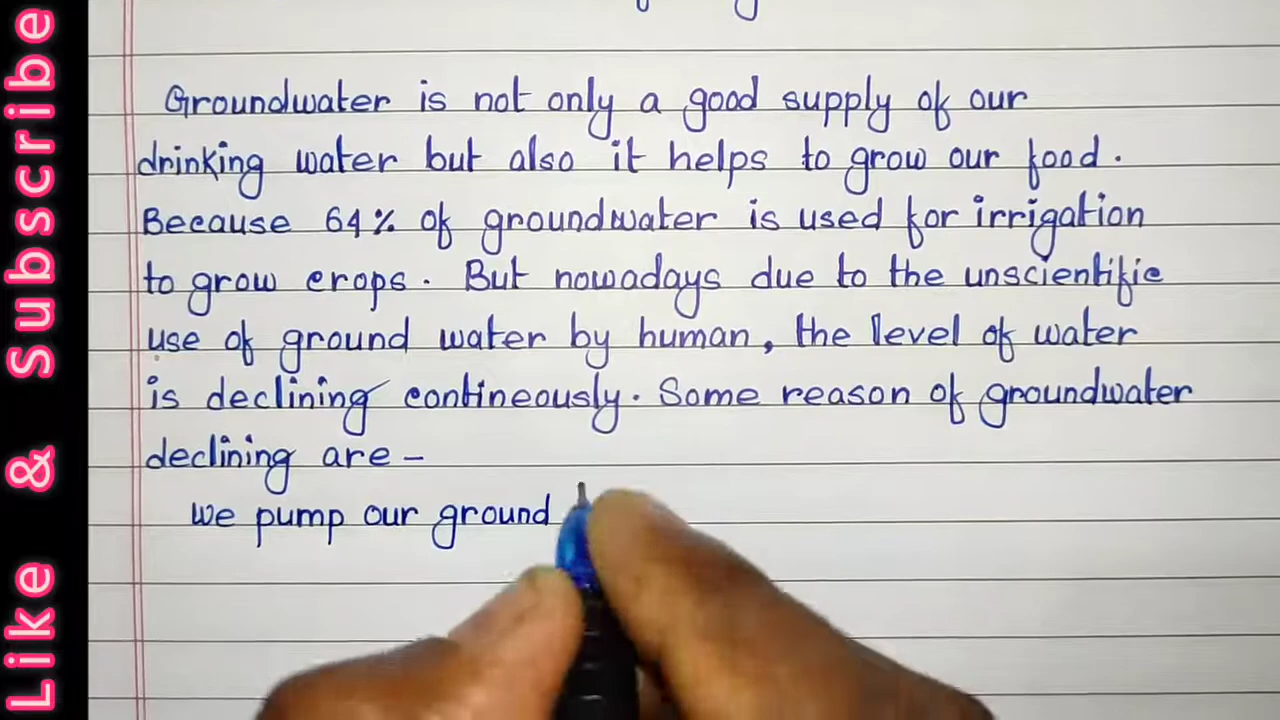 Groundwater is not only a good supply of our
drinking water but also it helps to grow our food.
Because 64% of groundwater is used for irrigation
to grow crops. But nowadays due to the unscientific
use of ground water by human, the level of water
is declining contineously. Some reason of groundwater
declining are -
We pump our ground
Like & Subscribe